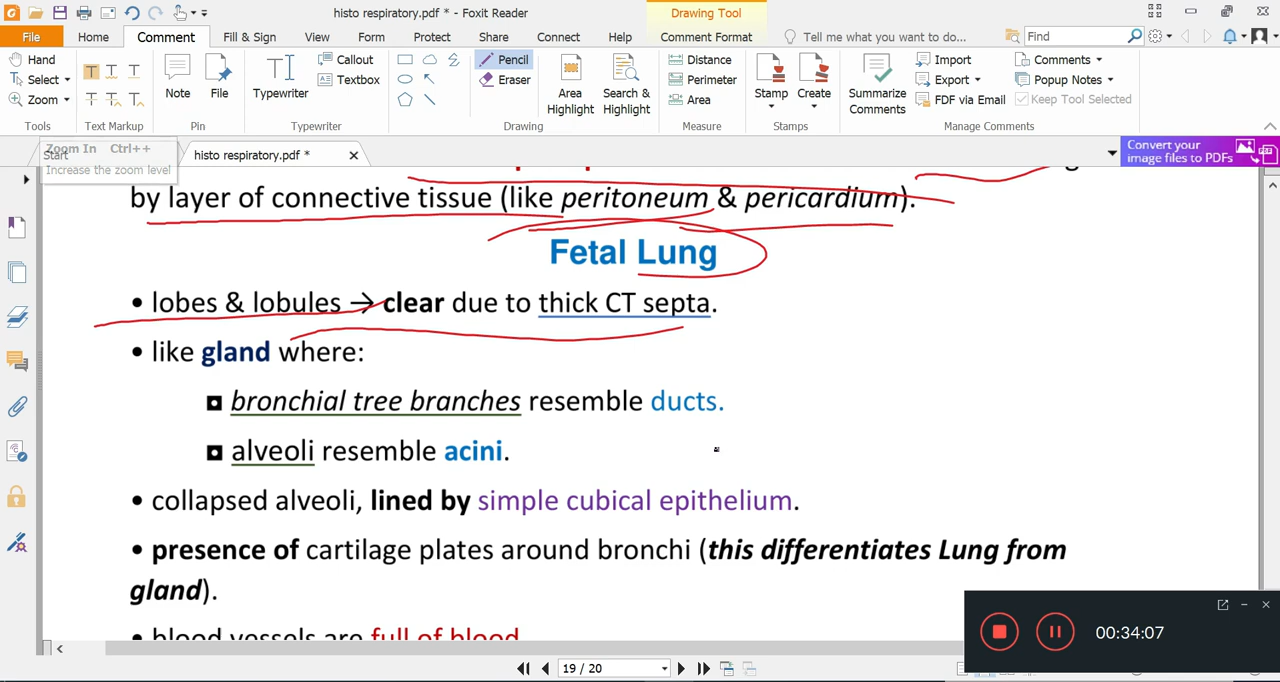 histo respiratory.pdf * - Foxit Reader
Drawing Tool
File
Home
Comment
Fill & Sign
View
Form
Protect
Share
Connect
Help
Comment Format
Tell me what you want to do...
Find
Hand
Select
Zoom
Tools
Text Markup
Note
File
Pin
Typewriter
Callout
Textbox
Typewriter
Pencil
Eraser
Area Highlight
Search & Highlight
Drawing
Distance
Perimeter
Area
Measure
Stamp
Create
Stamps
Summarize Comments
Import
Export
FDF via Email
Comments
Popup Notes
Keep Tool Selected
Manage Comments
Zoom In Ctrl++
Increase the zoom level
Start
histo respiratory.pdf *
Convert your
image files to PDFs
by layer of connective tissue (like peritoneum & pericardium).
Fetal Lung
• lobes & lobules → clear due to thick CT septa.
• like gland where:
bronchial tree branches resemble ducts.
alveoli resemble acini.
• collapsed alveoli, lined by simple cubical epithelium.
• presence of cartilage plates around bronchi (this differentiates Lung from
gland).
• blood vessels are full of blood
00:34:07
19 / 20